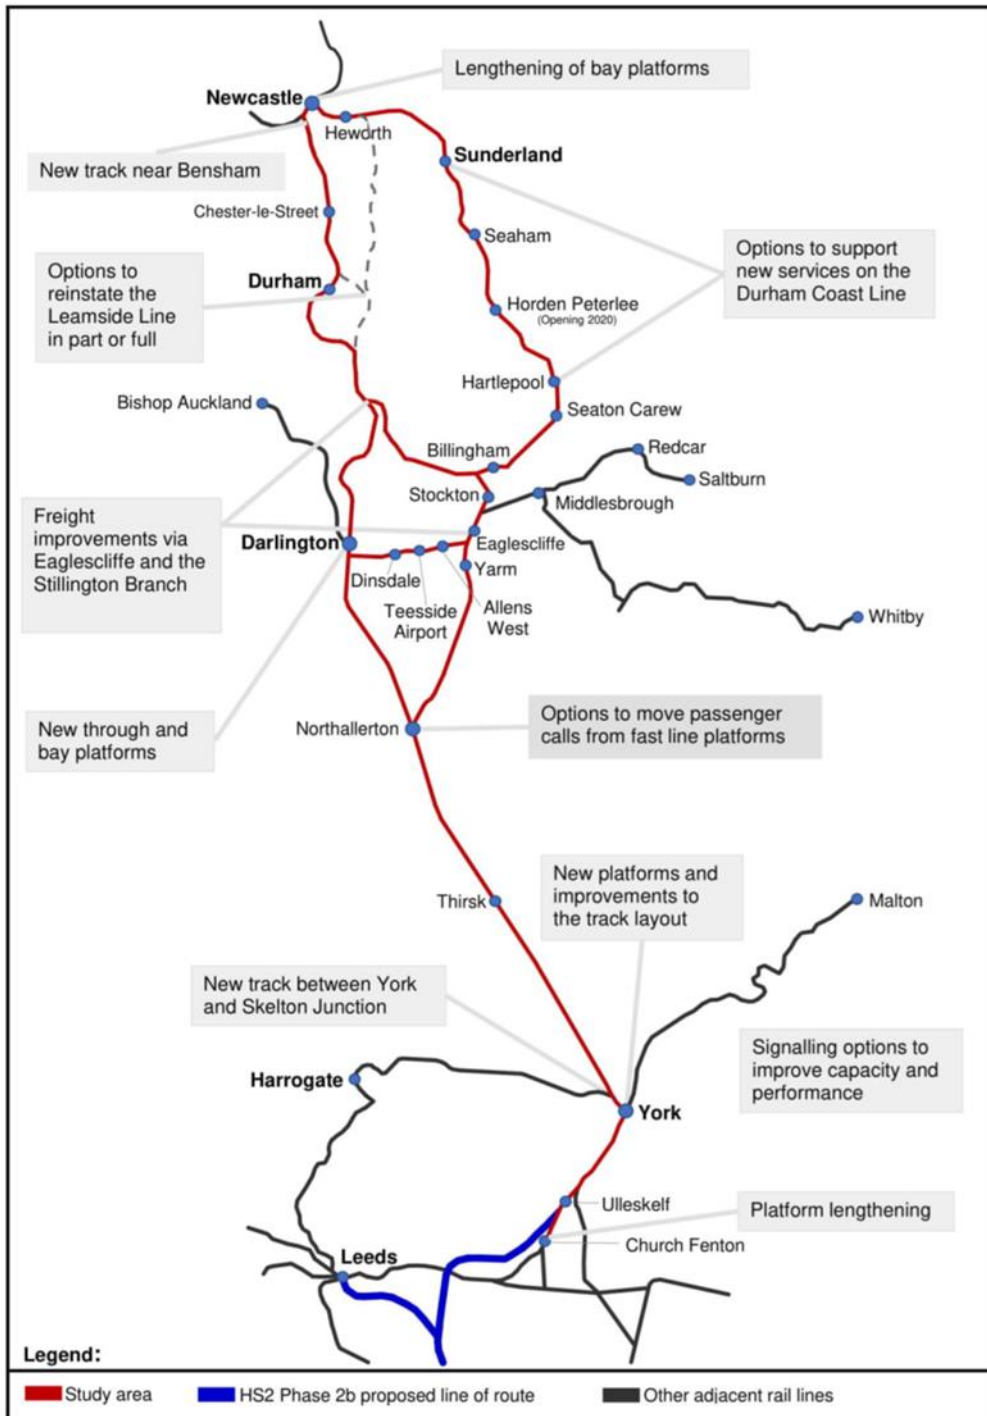 Lengthening of bay platforms
Newcastle
Heworth
Sunderland
New track near Bensham
Chester-le-Street
Seaham
Options to support
new services on the
Durham Coast Line
Options to
reinstate the
Leamside Line
in part or full
Durham
Horden Peterlee
(Opening 2020)
Hartlepool
Bishop Auckland
Seaton Carew
Billingham
Redcar
Saltburn
Stockton
Middlesbrough
Freight
improvements via
Eaglescliffe and the
Stillington Branch
Darlington
Eaglescliffe
Yarm
Dinsdale
Teesside
Airport
Allens
West
Whitby
New through and
bay platforms
Northallerton
Options to move passenger
calls from fast line platforms
Thirsk
New platforms and
improvements to
the track layout
Malton
New track between York
and Skelton Junction
Signalling options to
improve capacity and
performance
Harrogate
York
Ulleskelf
Platform lengthening
Church Fenton
Leeds
Legend:
Study area
HS2 Phase 2b proposed line of route
Other adjacent rail lines